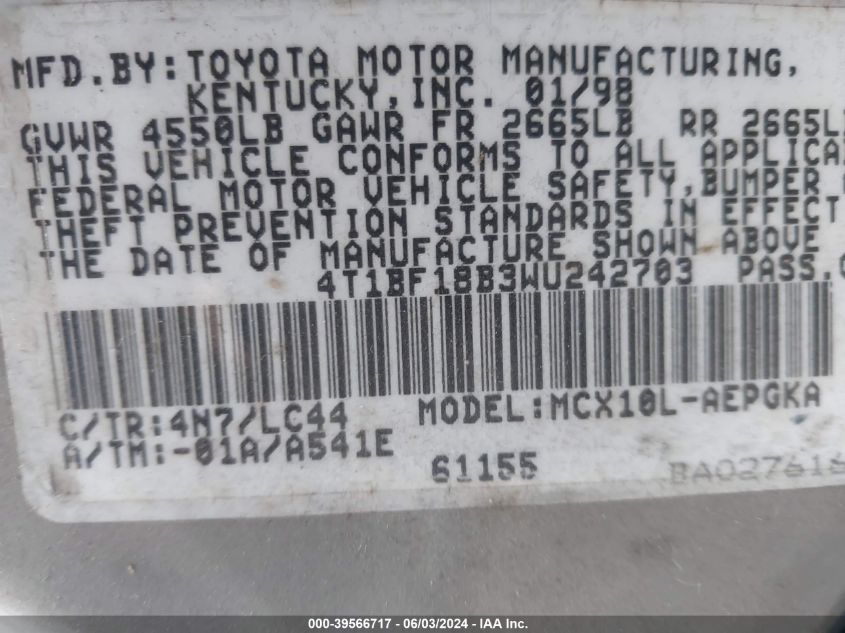 MFD.BY:TOYOTA MOTOR MANUFACTURING,
KENTUCKY,INC. 01/98
GVWR 4550LB GAWR FR 2665LB RR 2665L
THIS VEHICLE CONFORMS TO ALL APPLICA
FEDERAL MOTOR VEHICLE SAFETY,BUMPER
THEFT PREVENTION STANDARDS IN EFFECT
THE DATE OF MANUFACTURE SHOWN ABOVE
4T1BF18B3WU242703 PASS.C
C/TR:4N7/LC44 MODEL:MCX10L-AEPGKA
A/TM:-01A/A541E
61155 BA027616
000-39566717 - 06/03/2024 - IAA Inc.